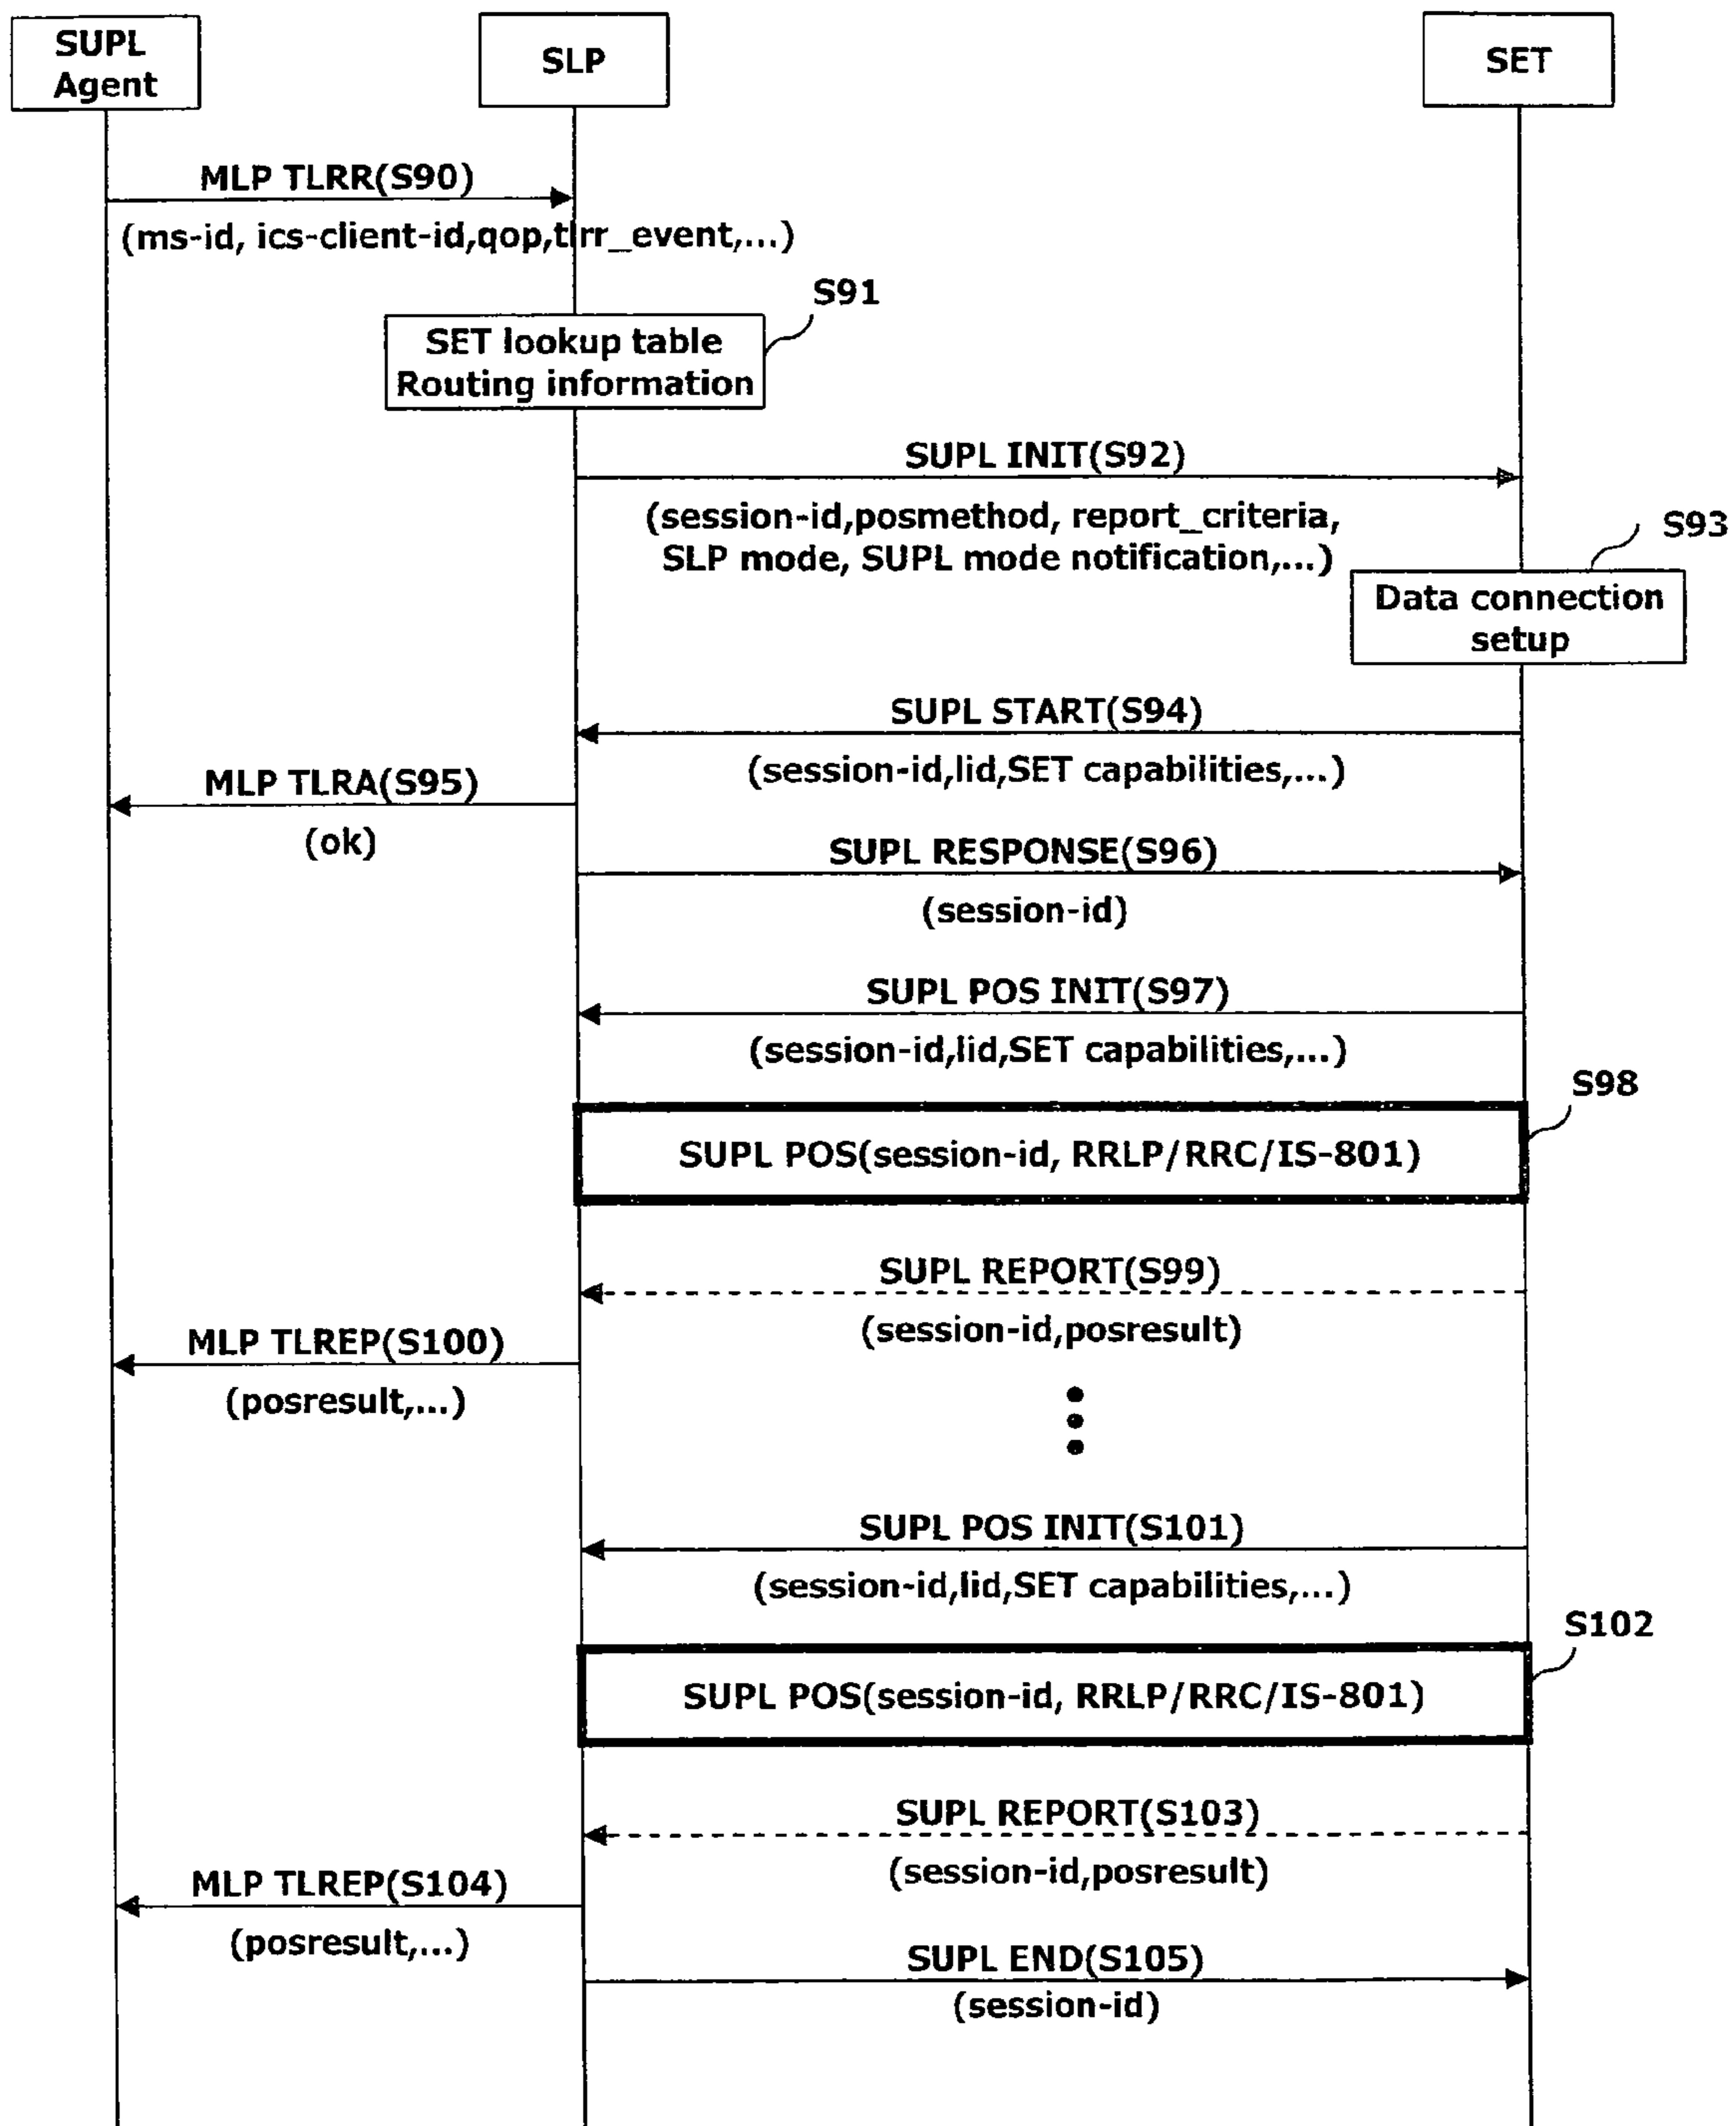 SUPL
Agent
SLP
SET
MLP TLRR(S90)
(ms-id, ics-client-id,qop,tlrr_event,...)
S91
SET lookup table
Routing information
SUPL INIT(S92)
(session-id,posmethod, report_criteria,
SLP mode, SUPL mode notification,...)
S93
Data connection
setup
SUPL START(S94)
(session-id,lid,SET capabilities,...)
MLP TLRA(S95)
(ok)
SUPL RESPONSE(S96)
(session-id)
SUPL POS INIT(S97)
(session-id,lid,SET capabilities,...)
S98
SUPL POS(session-id, RRLP/RRC/IS-801)
SUPL REPORT(S99)
(session-id,posresult)
MLP TLREP(S100)
(posresult,...)
SUPL POS INIT(S101)
(session-id,lid,SET capabilities,...)
S102
SUPL POS(session-id, RRLP/RRC/IS-801)
SUPL REPORT(S103)
(session-id,posresult)
MLP TLREP(S104)
(posresult,...)
SUPL END(S105)
(session-id)